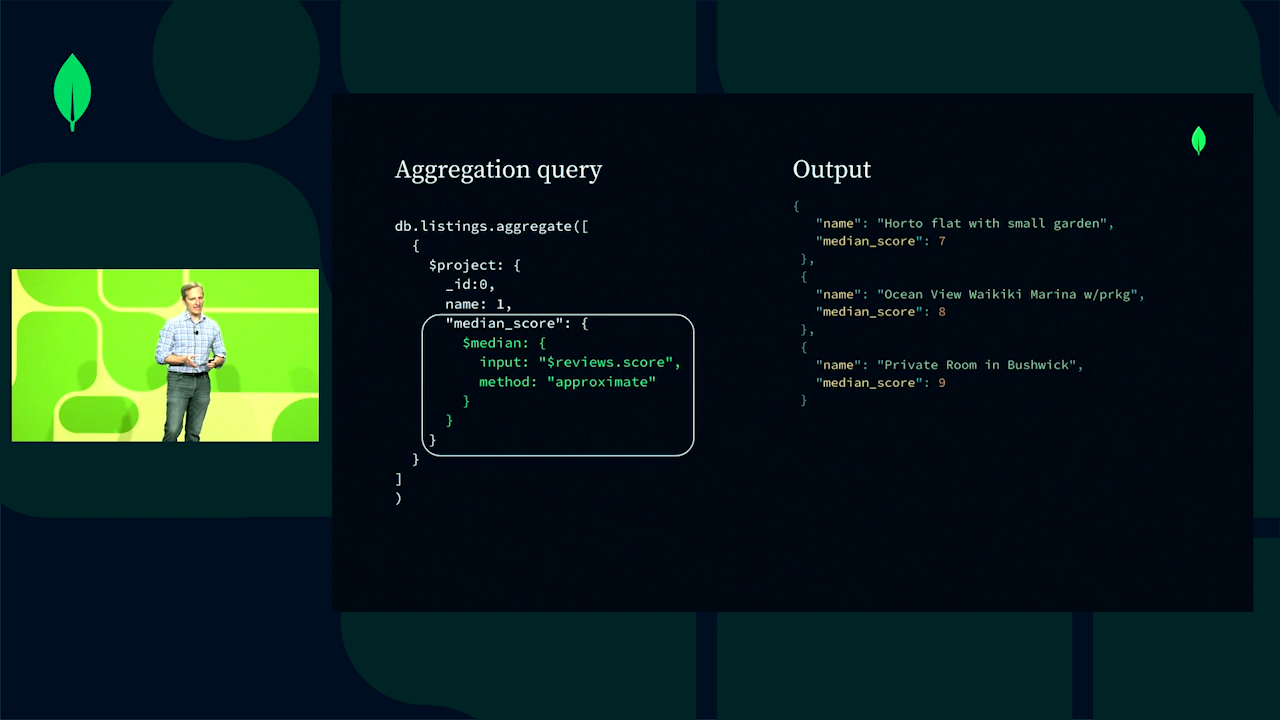 Aggregation query
db.listings.aggregate([
{
$project: {
_id:0,
name: 1,
"median_score": {
$median: {
input: "$reviews.score",
method: "approximate"
}
}
}
}
]
)
Output
{
"name": "Horto flat with small garden",
"median_score": 7
},
{
"name": "Ocean View Waikiki Marina w/prkg",
"median_score": 8
},
{
"name": "Private Room in Bushwick",
"median_score": 9
}